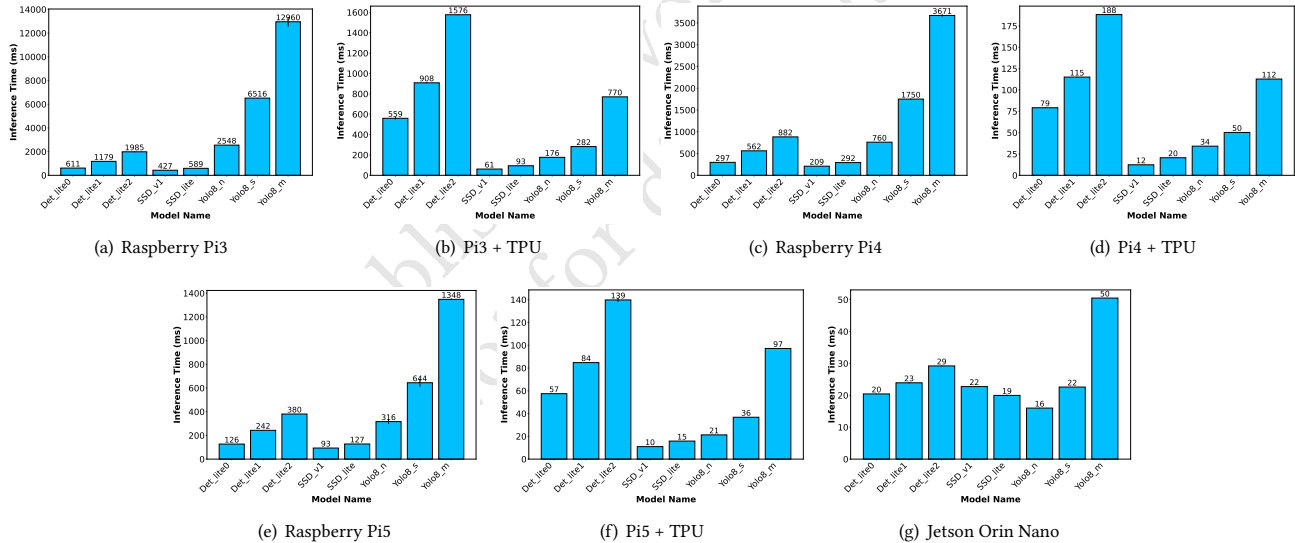 Inference Time (ms)
14000
12000
10000
8000
6000
4000
2000
0
611
1179
1985
427
589
2548
6516
12960
Det_lite0
Det_lite1
Det_lite2
SSD_v1
SSD_lite
Yolo8_n
Yolo8_s
Yolo8_m
Model Name
(a) Raspberry Pi3
Inference Time (ms)
1600
1400
1200
1000
800
600
400
200
0
559
908
1576
61
93
176
282
770
Det_lite0
Det_lite1
Det_lite2
SSD_v1
SSD_lite
Yolo8_n
Yolo8_s
Yolo8_m
Model Name
(b) Pi3 + TPU
Inference Time (ms)
3500
3000
2500
2000
1500
1000
500
0
297
562
882
209
292
760
1750
3671
Det_lite0
Det_lite1
Det_lite2
SSD_v1
SSD_lite
Yolo8_n
Yolo8_s
Yolo8_m
Model Name
(c) Raspberry Pi4
Inference Time (ms)
175
150
125
100
75
50
25
0
79
115
188
12
20
34
50
112
Det_lite0
Det_lite1
Det_lite2
SSD_v1
SSD_lite
Yolo8_n
Yolo8_s
Yolo8_m
Model Name
(d) Pi4 + TPU
Inference Time (ms)
1400
1200
1000
800
600
400
200
0
126
242
380
93
127
316
644
1348
Det_lite0
Det_lite1
Det_lite2
SSD_v1
SSD_lite
Yolo8_n
Yolo8_s
Yolo8_m
Model Name
(e) Raspberry Pi5
Inference Time (ms)
140
120
100
80
60
40
20
0
57
84
139
10
15
21
36
97
Det_lite0
Det_lite1
Det_lite2
SSD_v1
SSD_lite
Yolo8_n
Yolo8_s
Yolo8_m
Model Name
(f) Pi5 + TPU
Inference Time (ms)
50
40
30
20
10
0
20
23
29
22
19
16
22
50
Det_lite0
Det_lite1
Det_lite2
SSD_v1
SSD_lite
Yolo8_n
Yolo8_s
Yolo8_m
Model Name
(g) Jetson Orin Nano